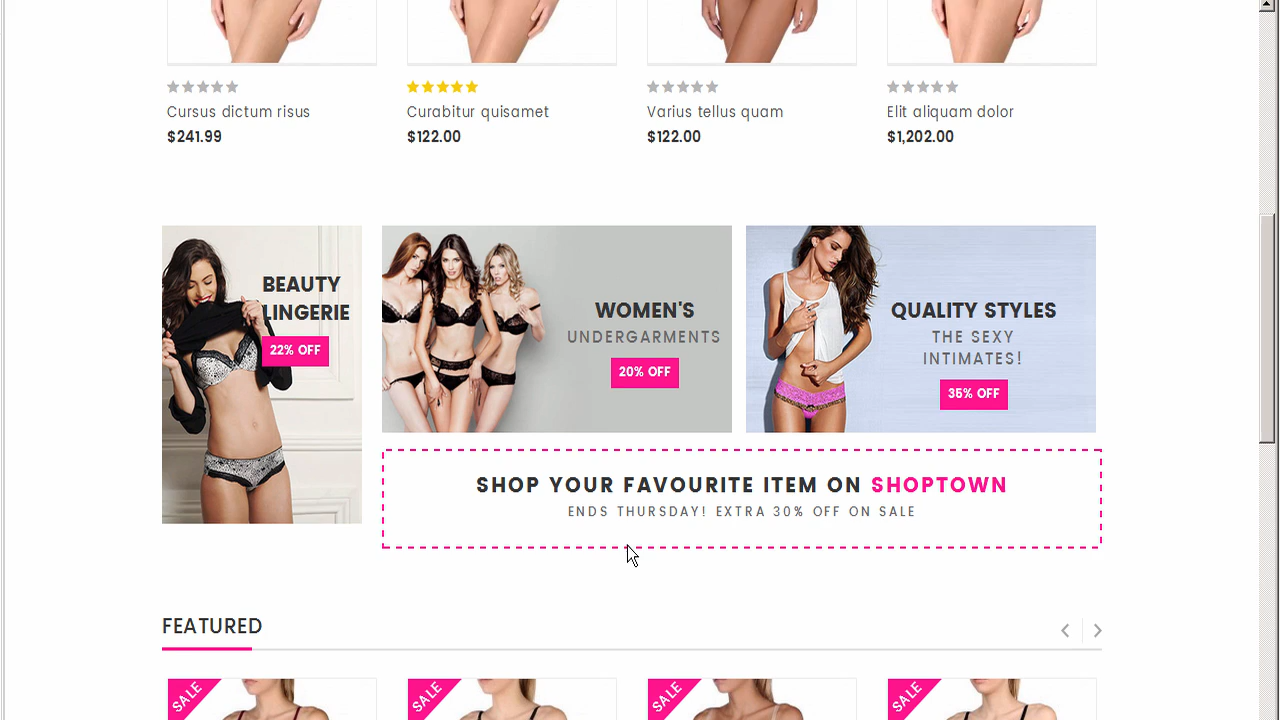 Cursus dictum risus
$241.99
Curabitur quisamet
$122.00
Varius tellus quam
$122.00
Elit aliquam dolor
$1,202.00
BEAUTY
LINGERIE
22% OFF
WOMEN'S
UNDERGARMENTS
20% OFF
QUALITY STYLES
THE SEXY
INTIMATES!
35% OFF
SHOP YOUR FAVOURITE ITEM ON SHOPTOWN
ENDS THURSDAY! EXTRA 30% OFF ON SALE
FEATURED
SALE
SALE
SALE
SALE